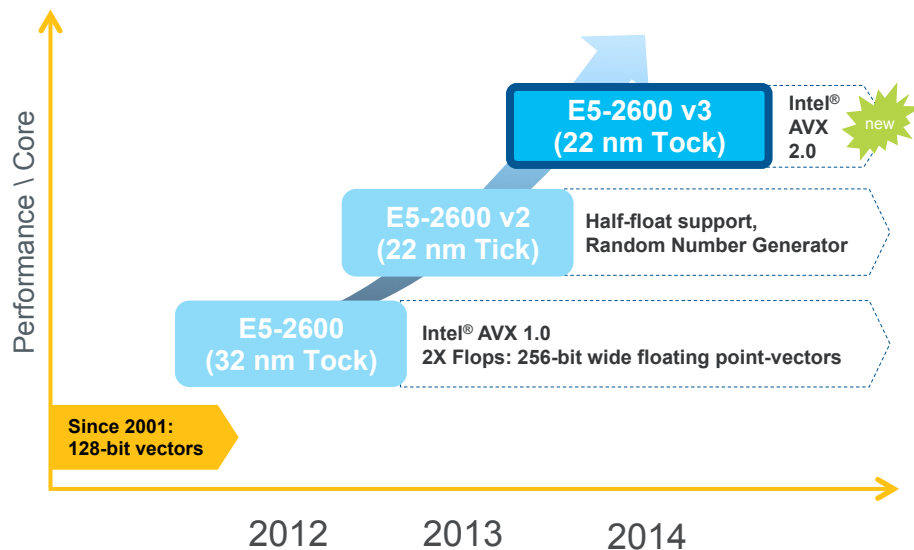 Performance \ Core
E5-2600 v3
(22 nm Tock)
Intel® AVX
2.0
new
E5-2600 v2
(22 nm Tick)
Half-float support,
Random Number Generator
E5-2600
(32 nm Tock)
Intel® AVX 1.0
2X Flops: 256-bit wide floating point-vectors
Since 2001:
128-bit vectors
2012
2013
2014